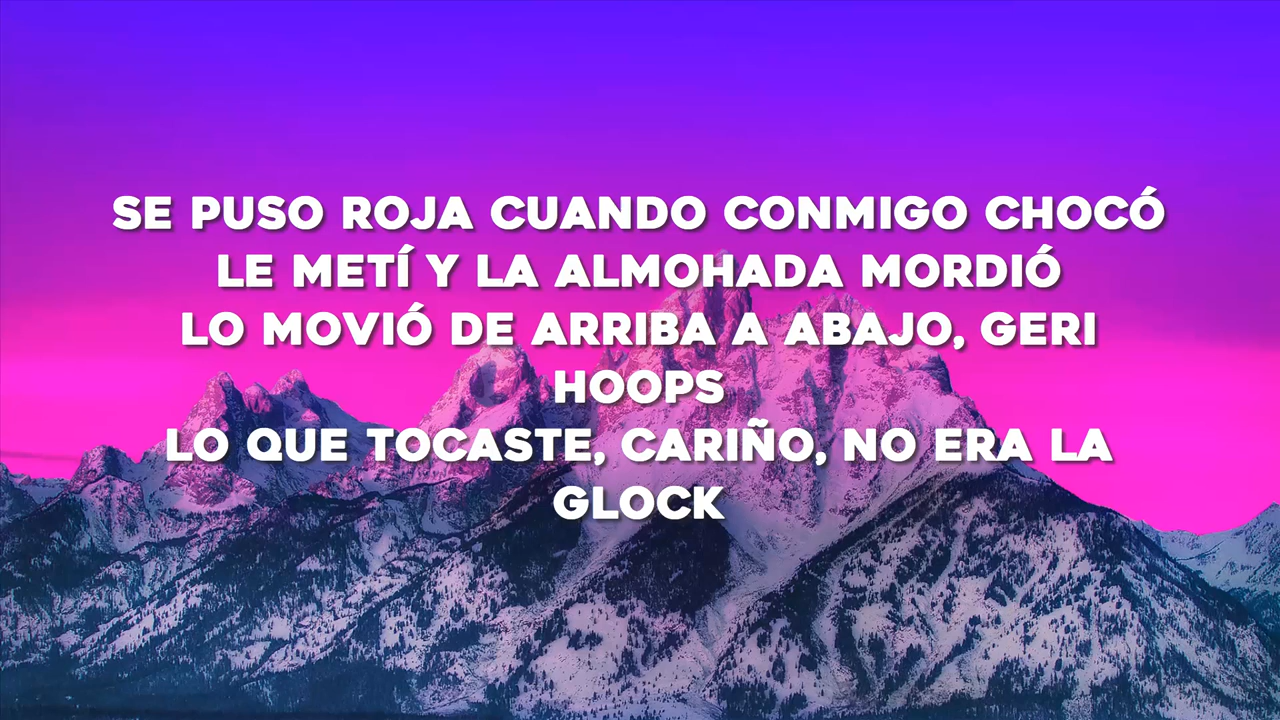 SE PUSO ROJA CUANDO CONMIGO CHOCÓ
LE METÍ Y LA ALMOHADA MORDIÓ
LO MOVIÓ DE ARRIBA A ABAJO, GERI
HOOPS
LO QUE TOCASTE, CARIÑO, NO ERA LA
GLOCK